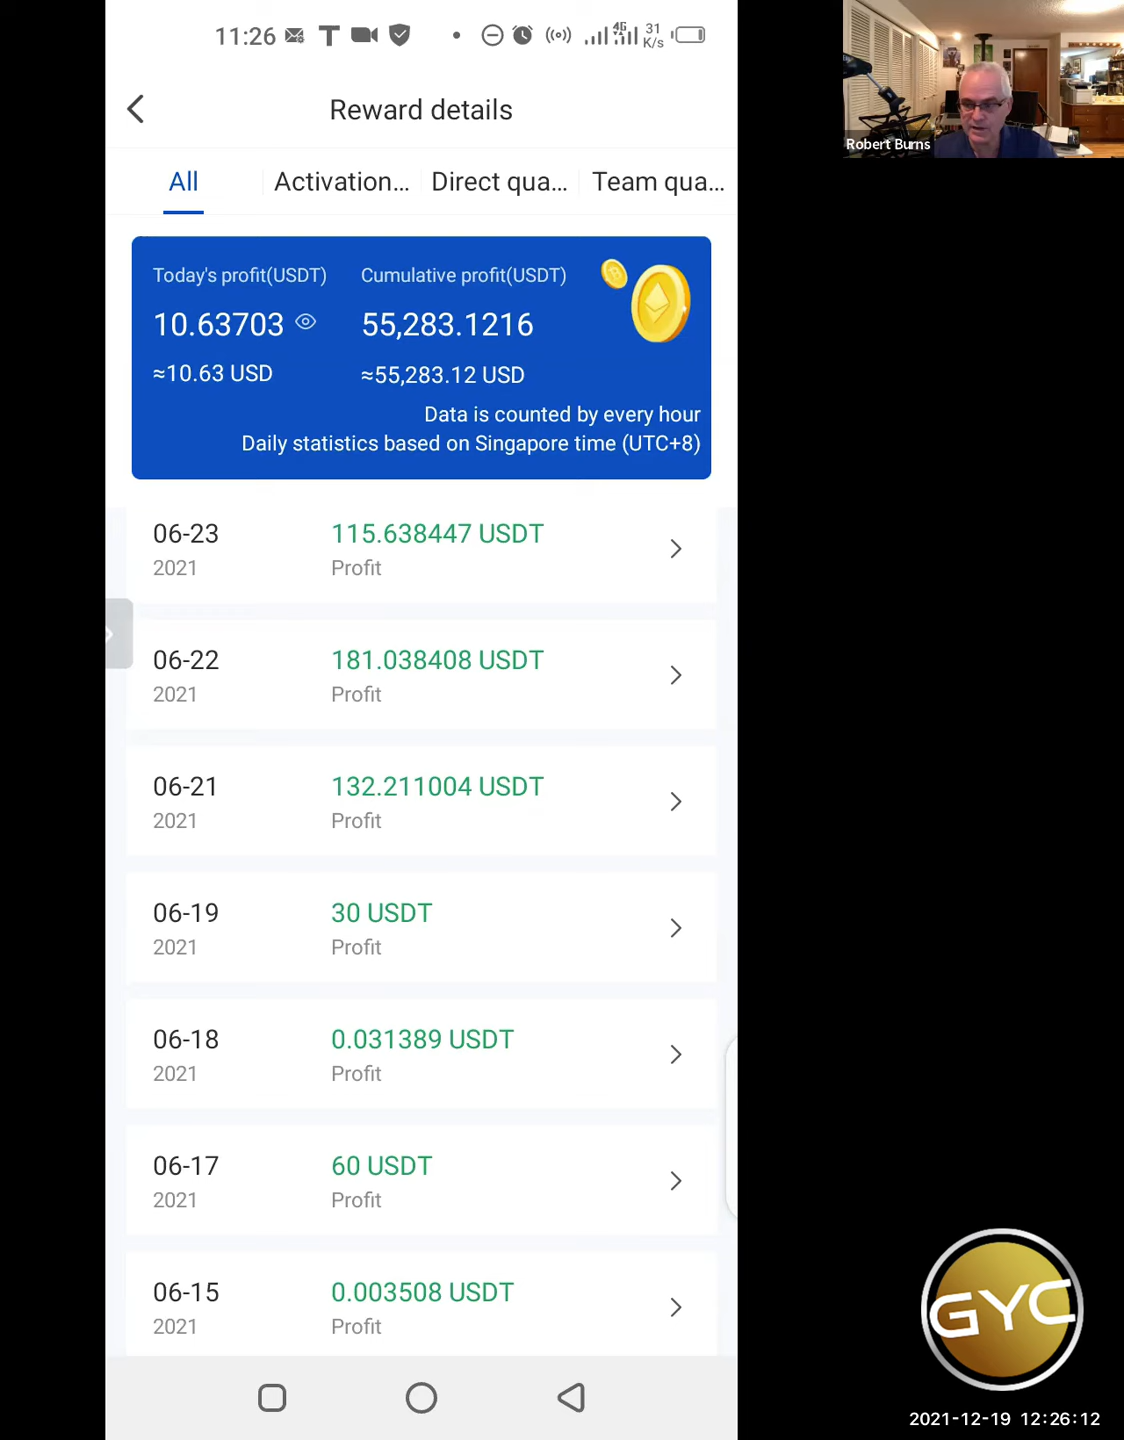 11:26
4G
31
K/s
Reward details
Robert Burns
All
Activation...
Direct qua...
Team qua...
Today's profit(USDT)
Cumulative profit(USDT)
10.63703
55,283.1216
≈10.63 USD
≈55,283.12 USD
Data is counted by every hour
Daily statistics based on Singapore time (UTC+8)
06-23
115.638447 USDT
2021
Profit
06-22
181.038408 USDT
2021
Profit
06-21
132.211004 USDT
2021
Profit
06-19
30 USDT
2021
Profit
06-18
0.031389 USDT
2021
Profit
06-17
60 USDT
2021
Profit
06-15
0.003508 USDT
2021
Profit
GYC
2021-12-19 12:26:12